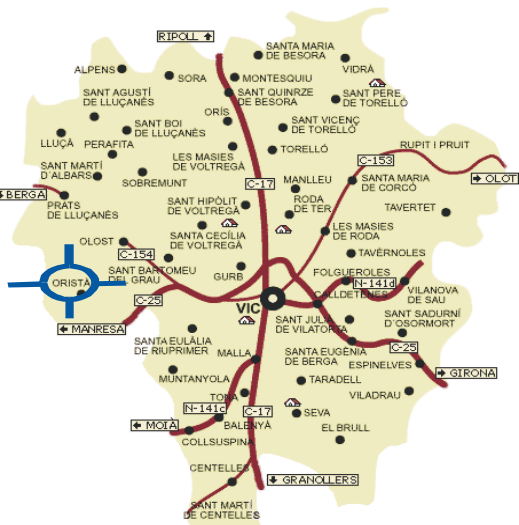 RIPOLL ↑
SANTA MARIA
DE BESORA
VIDRÀ
ALPENS
SORA
MONTESQUIU
SANT AGUSTÍ
DE LLUÇANÈS
SANT QUINRZE
DE BESORA
SANT PERE
DE TORELLÓ
ORÍS
LLUÇÀ
SANT BOI
DE LLUÇANÈS
SANT VICENÇ
DE TORELLÓ
PERAFITA
LES MASIES
DE VOLTREGÀ
TORELLÓ
RUPIT I PRUIT
C-153
SANT MARTÍ
D´ALBARS
SOBREMUNT
C-17
MANLLEU
SANTA MARIA
DE CORCÓ
→ OLOT
BERGA
PRATS
DE LLUÇANÈS
SANT HIPÒLIT
DE VOLTREGÀ
RODA
DE TER
TAVERTET
OLOST
SANTA CECÍLIA
DE VOLTREGÀ
LES MASIES
DE RODA
C-154
TAVÈRNOLES
SANT BARTOMEU
DEL GRAU
GURB
FOLGUEROLES
N-141d
ORISTÀ
C-25
VIC
CALLDETENES
VILANOVA
DE SAU
← MANRESA
SANT JULIÀ
DE VILATORTA
SANT SADURNÍ
D´OSORMORT
SANTA EULÀLIA
DE RIUPRIMER
MALLA
SANTA EUGÈNIA
DE BERGA
C-25
ESPINELVES
→ GIRONA
MUNTANYOLA
TARADELL
VILADRAU
TONA
N-141c
C-17
SEVA
← MOIÀ
BALENYÀ
EL BRULL
COLLSUSPINA
CENTELLES
↓ GRANOLLERS
SANT MARTÍ
DE CENTELLES